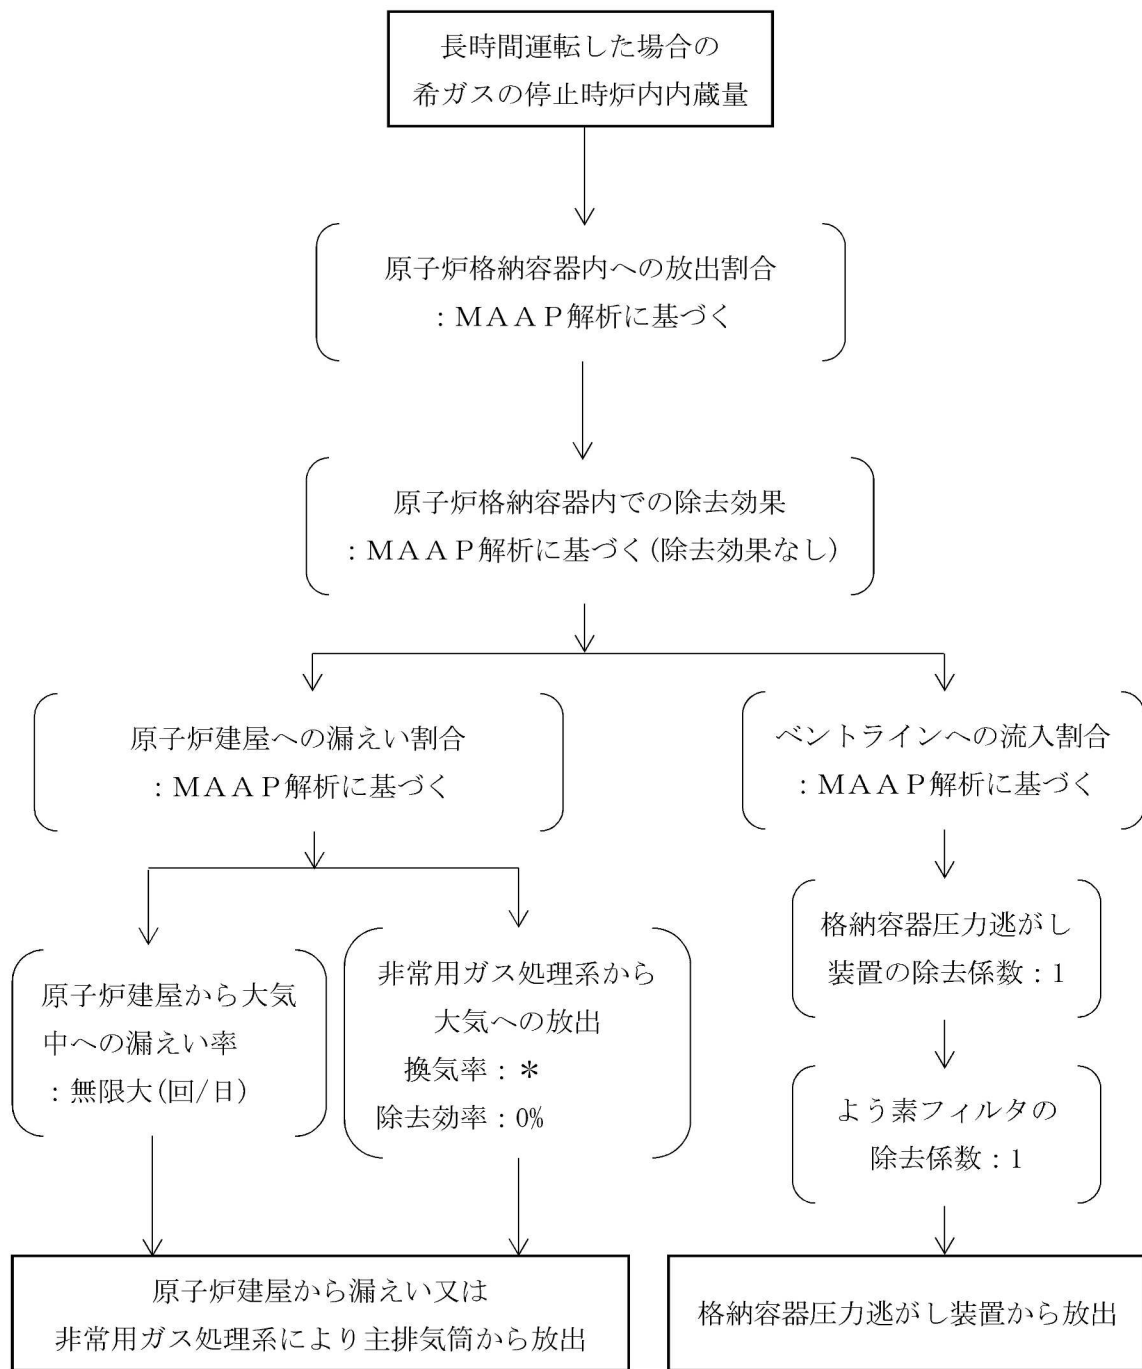 長時間運転した場合の
希ガスの停止時炉内内蔵量
原子炉格納容器内への放出割合
：ＭＡＡＰ解析に基づく
原子炉格納容器内での除去効果
：ＭＡＡＰ解析に基づく(除去効果なし)
原子炉建屋への漏えい割合
：ＭＡＡＰ解析に基づく
ベントラインへの流入割合
：ＭＡＡＰ解析に基づく
原子炉建屋から大気
中への漏えい率
：無限大(回/日)
非常用ガス処理系から
大気への放出
換気率：＊
除去効率：0%
格納容器圧力逃がし
装置の除去係数：1
よう素フィルタの
除去係数：1
原子炉建屋から漏えい又は
非常用ガス処理系により主排気筒から放出
格納容器圧力逃がし装置から放出